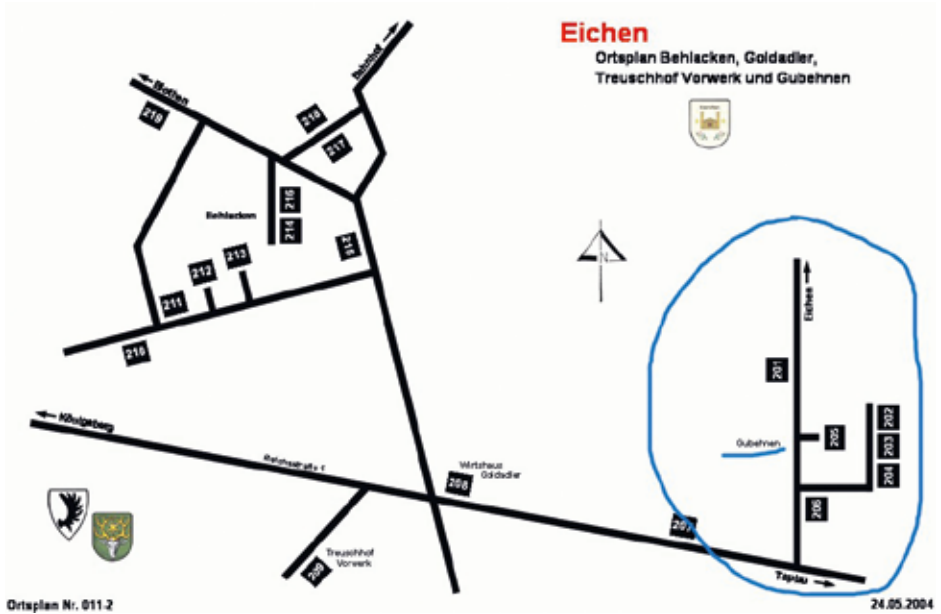 Eichen
Ortsplan Behlacken, Goldadler,
Treuschhof Vorwerk und Gubehnen
Bahnhof
219
218
217
216
Behlacken
214
215
213
212
211
210
Eichen
201
202
205
Gubehnen
203
204
206
Königsberg
Reichsstraße 1
Wirtshaus
Goldadler
208
207
Treuschhof
Vorwerk
209
Tapiau
Ortsplan Nr. 011-2
24.05.2004